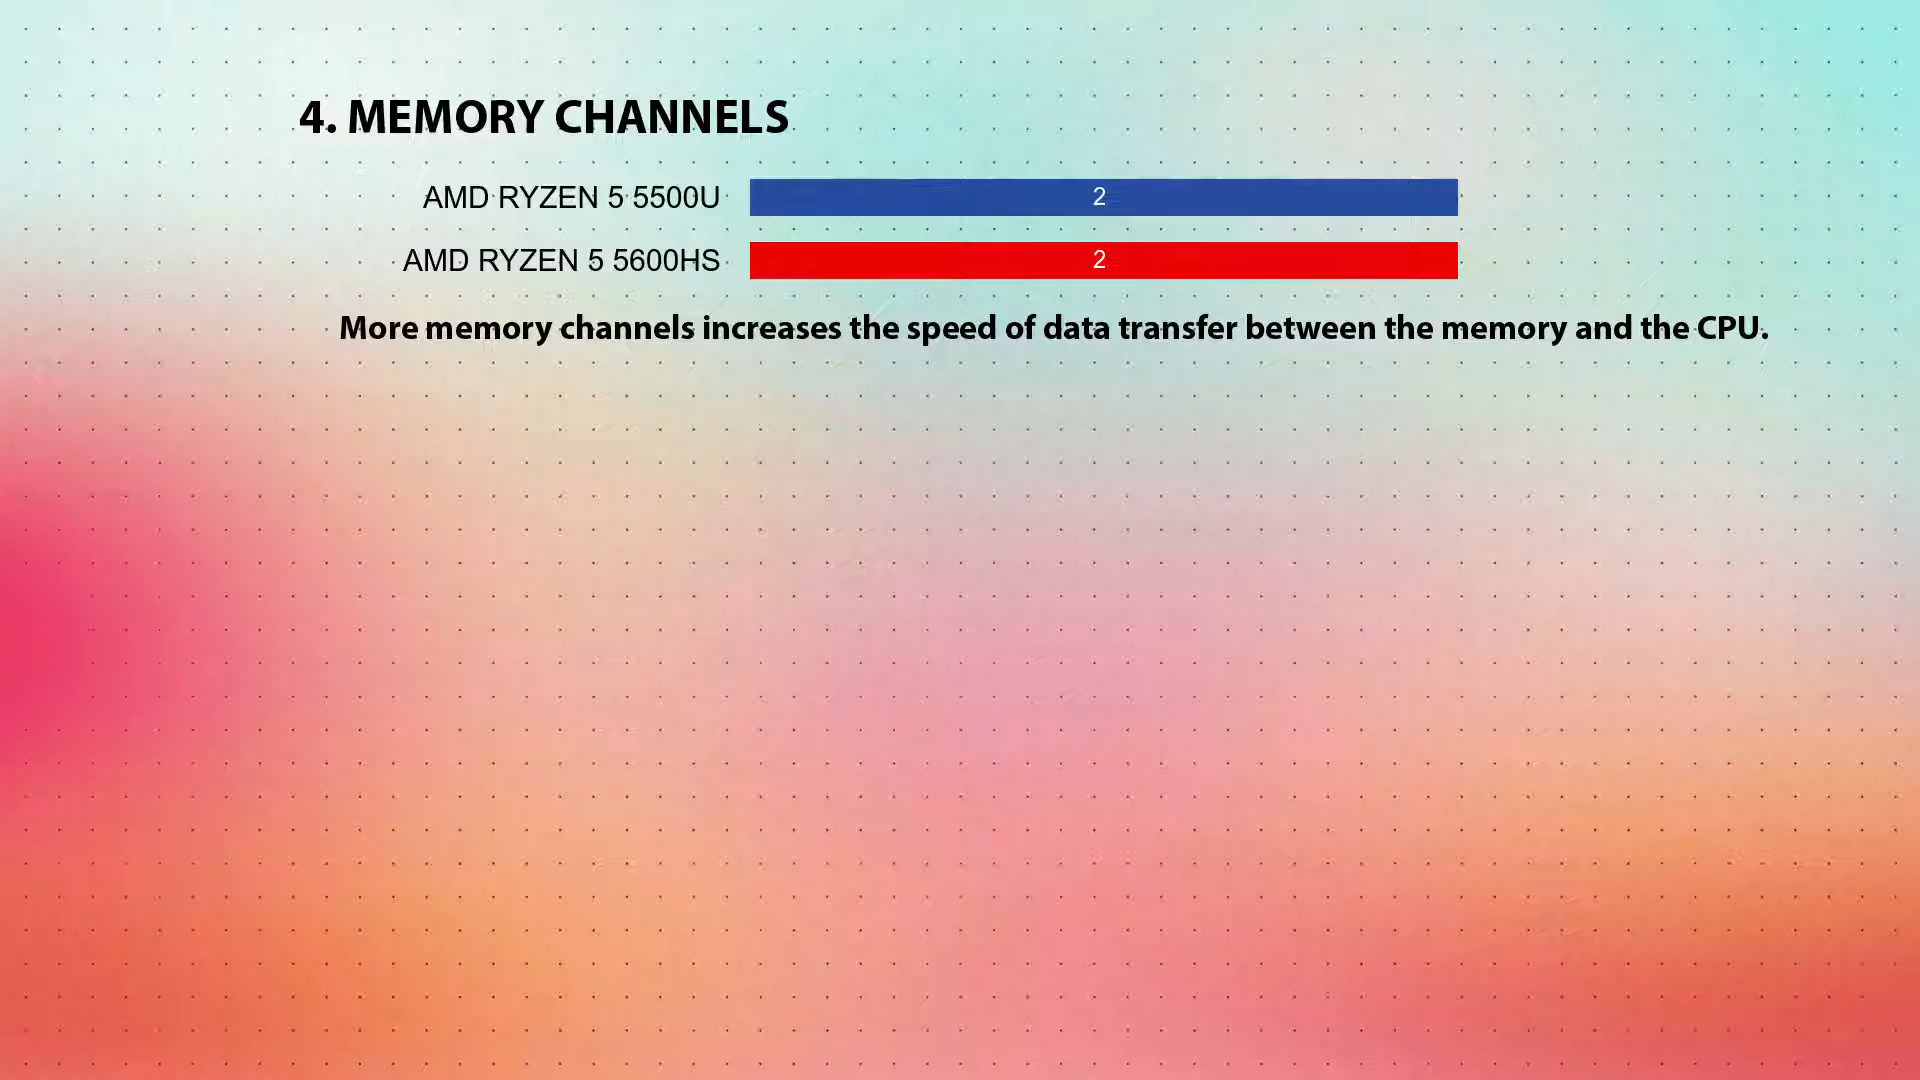 4. MEMORY CHANNELS
AMD RYZEN 5 5500U 2
AMD RYZEN 5 5600HS 2
More memory channels increases the speed of data transfer between the memory and the CPU.